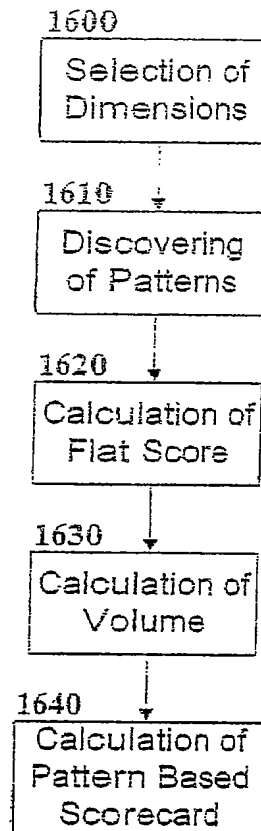 1600
Selection of
Dimensions
1610
Discovering
of Patterns
1620
Calculation of
Flat Score
1630
Calculation of
Volume
1640
Calculation of
Pattern Based
Scorecard